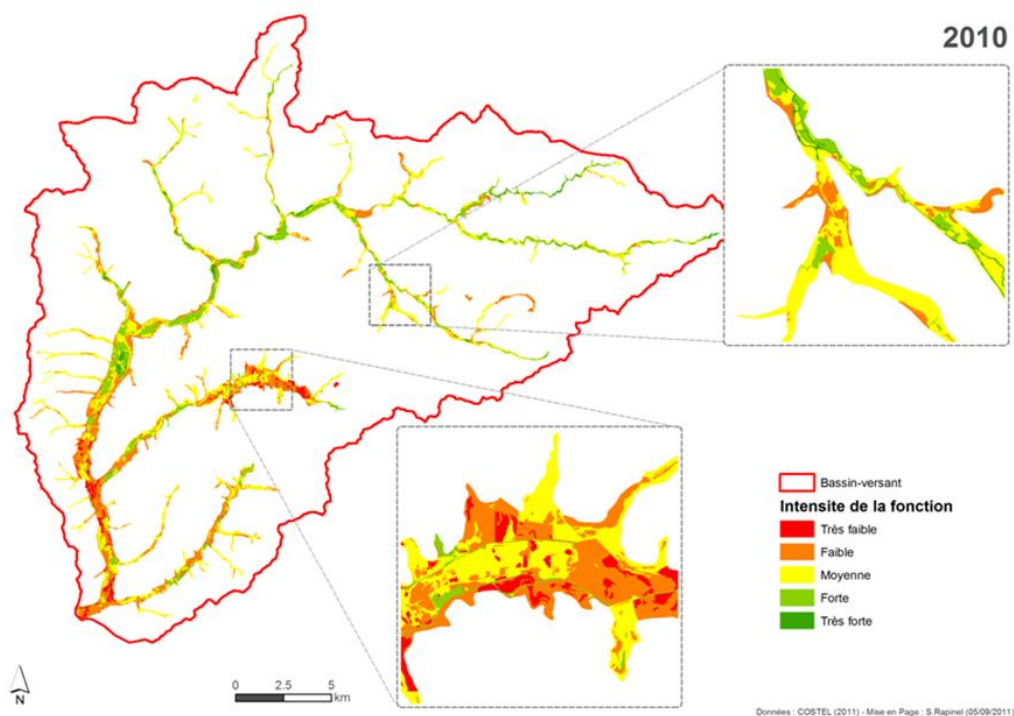 2010
Bassin-versant
Intensite de la fonction
Très faible
Faible
Moyenne
Forte
Très forte
N
0 2.5 5
km
Données : COSTEL (2011) - Mise en Page : S.Rapinel (05/09/2011)